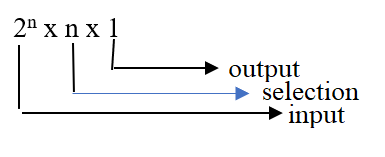 2ⁿ x n x 1
output
selection
input